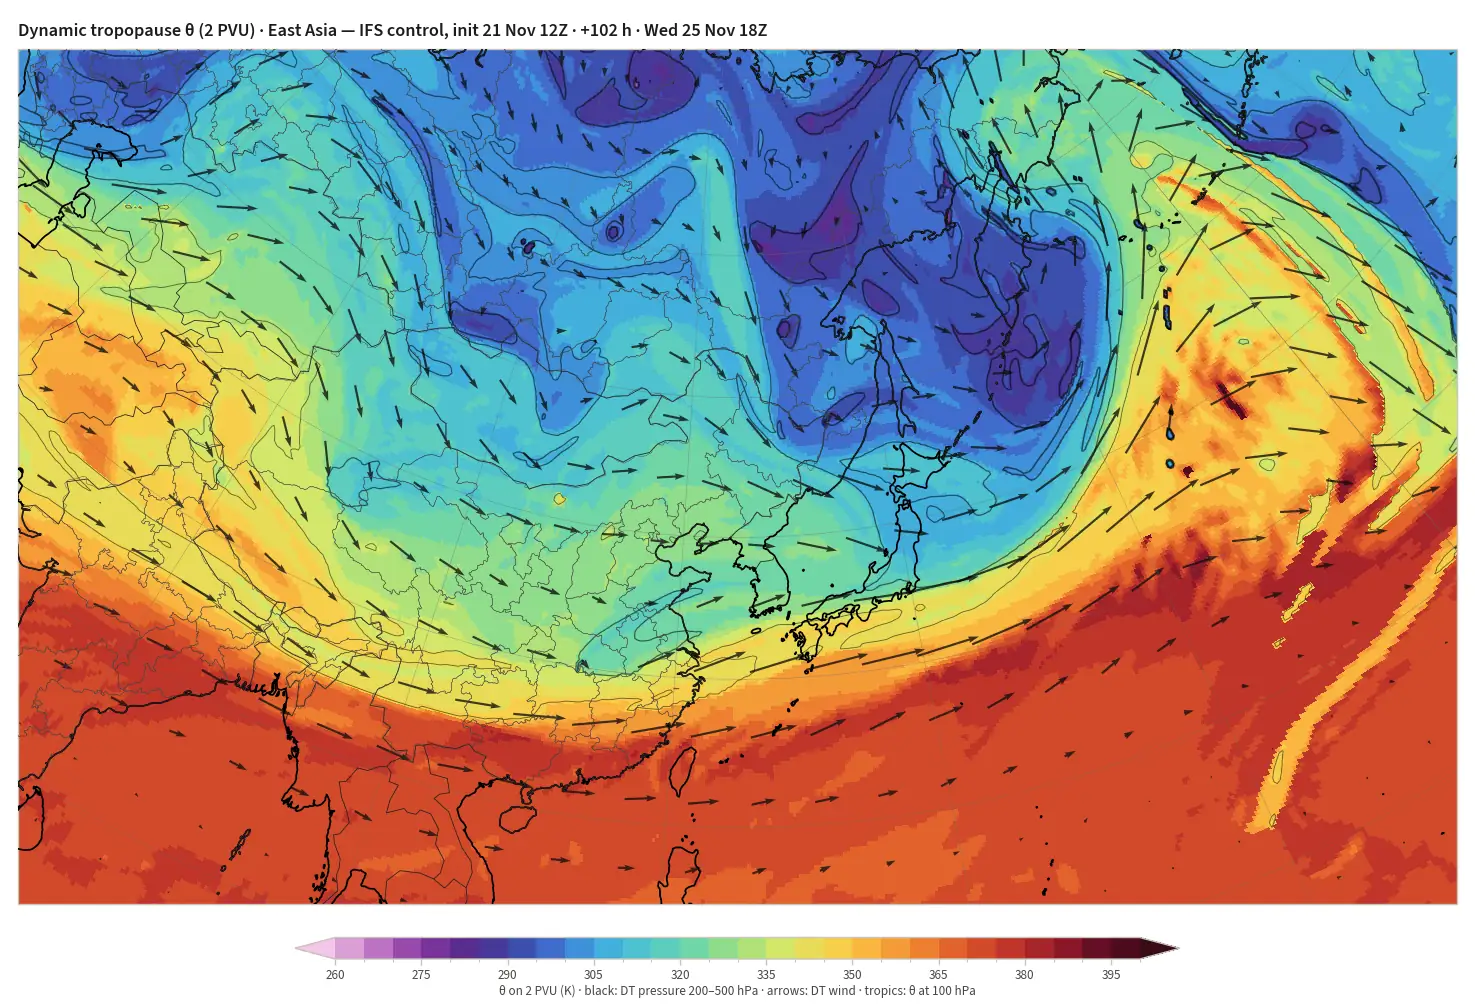 Dynamic tropopause θ (2 PVU) · East Asia — IFS control, init 21 Nov 12Z · +102 h · Wed 25 Nov 18Z
260 275 290 305 320 335 350 365 380 395
θ on 2 PVU (K) · black: DT pressure 200–500 hPa · arrows: DT wind · tropics: θ at 100 hPa